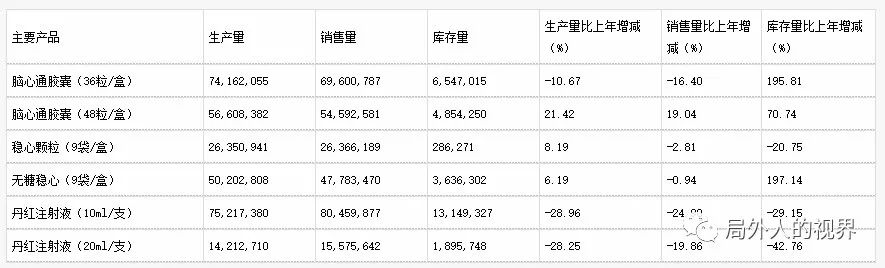 主要产品 生产量 销售量 库存量 生产量比上年增减（%） 销售量比上年增减（%） 库存量比上年增减（%）
脑心通胶囊（36粒/盒） 74,162,055 69,600,787 6,547,015 -10.67 -16.40 195.81
脑心通胶囊（48粒/盒） 56,608,382 54,592,581 4,854,250 21.42 19.04 70.74
稳心颗粒（9袋/盒） 26,350,941 26,366,189 286,271 8.19 -2.81 -20.75
无糖稳心（9袋/盒） 50,202,808 47,783,470 3,636,302 6.19 -0.94 197.14
丹红注射液（10ml/支） 75,217,380 80,459,877 13,149,327 -28.96 -29.15
丹红注射液（20ml/支） 14,212,710 15,575,642 1,895,748 -28.25 -19.86 -42.76
局外人的视界